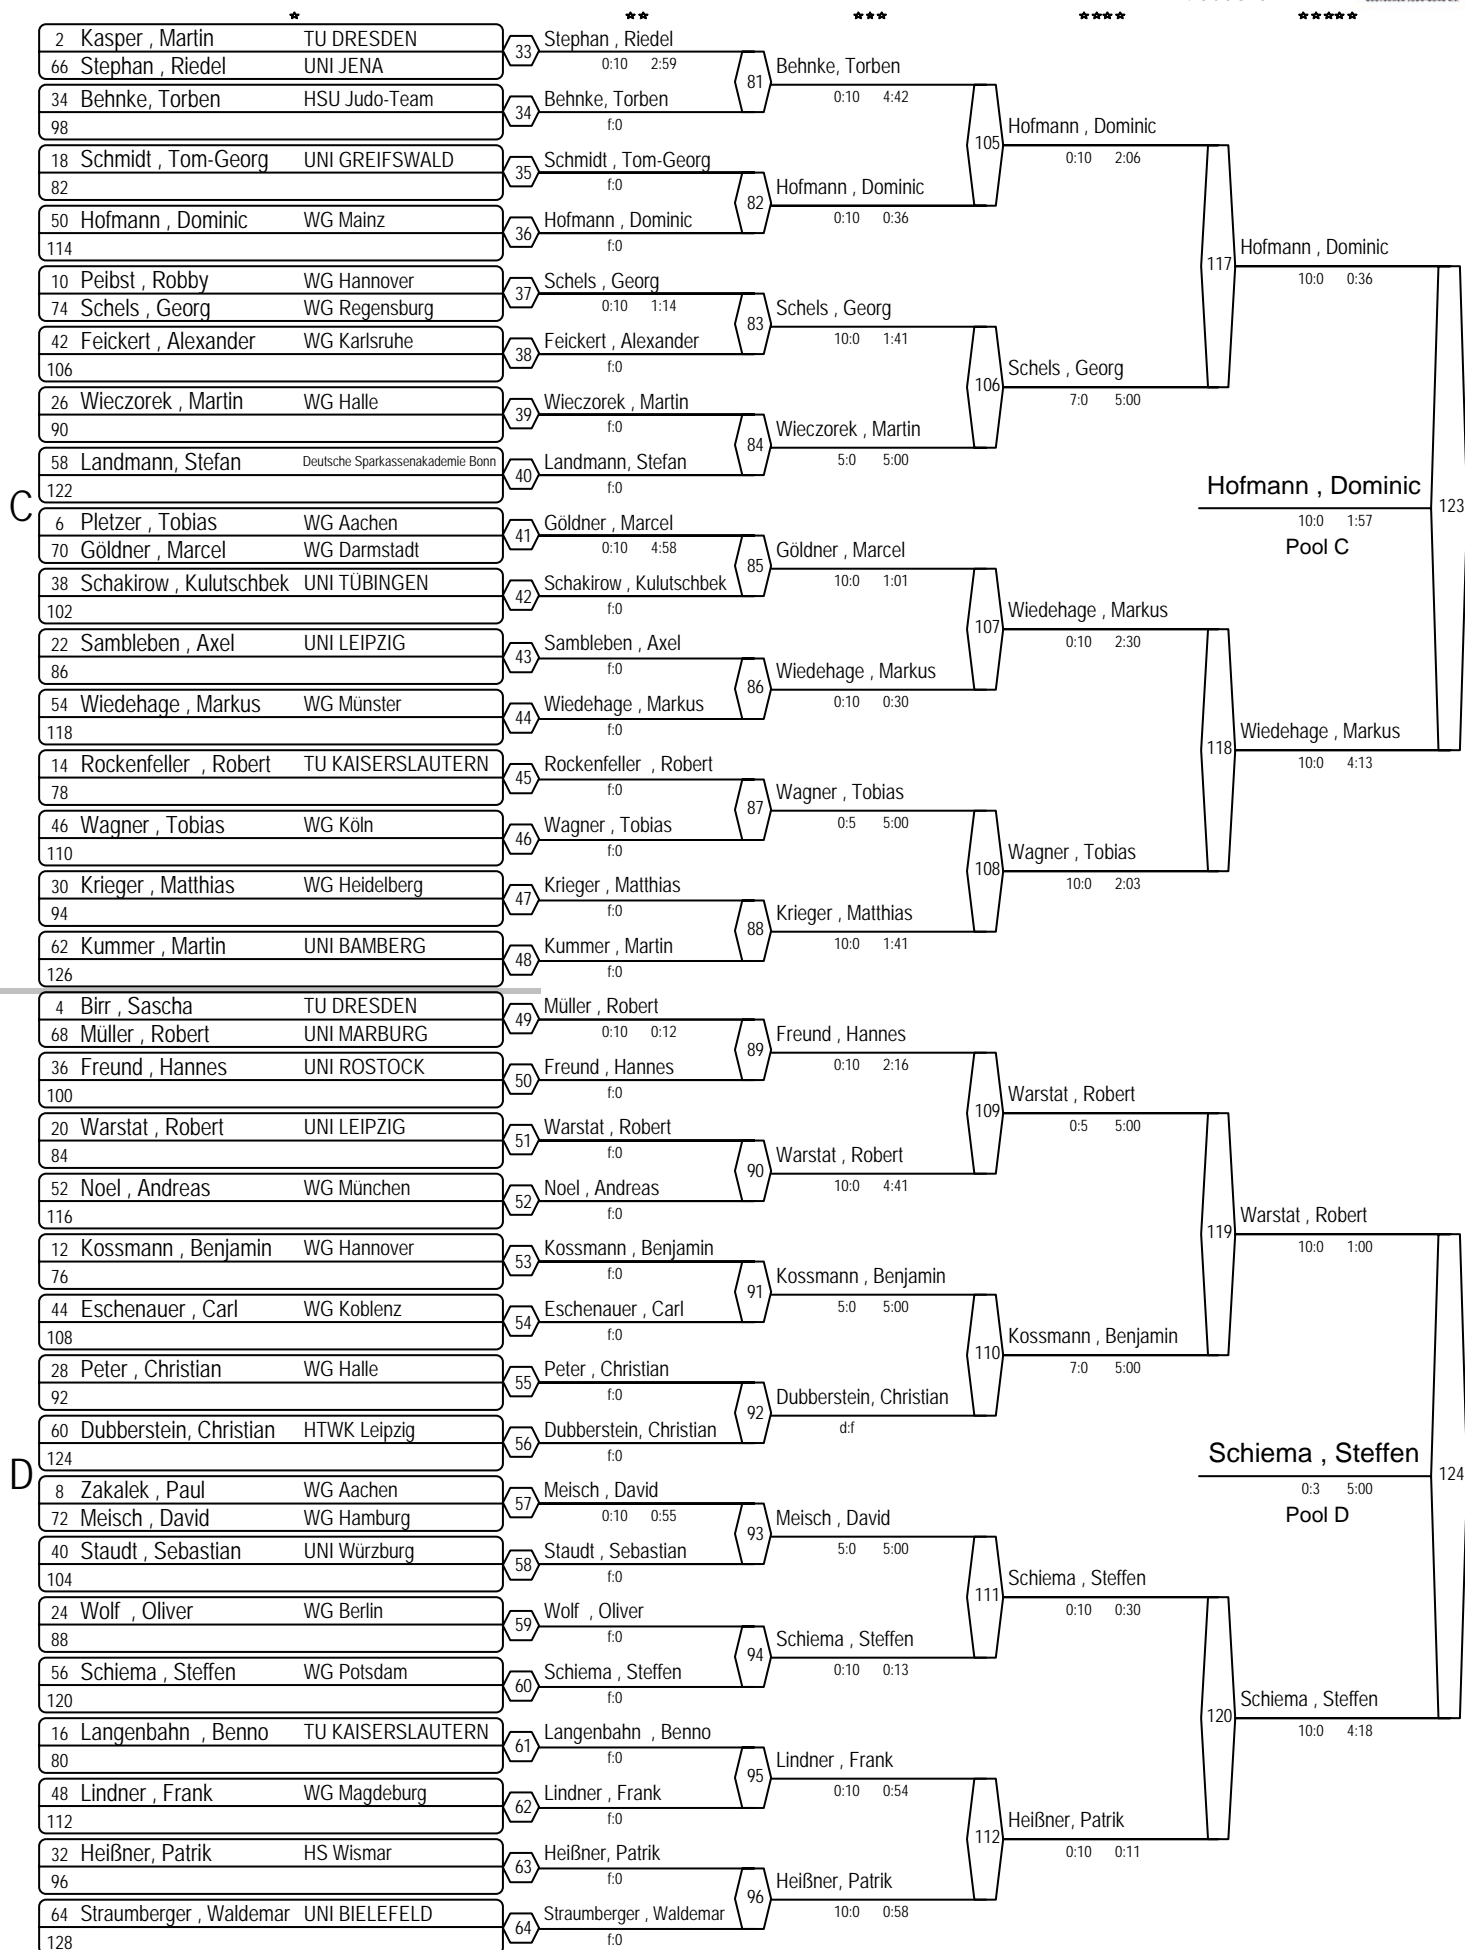 * ** *** **** *****
2 Kasper , Martin TU DRESDEN
66 Stephan , Riedel UNI JENA
34 Behnke, Torben HSU Judo-Team
98
18 Schmidt , Tom-Georg UNI GREIFSWALD
82
50 Hofmann , Dominic WG Mainz
114
10 Peibst , Robby WG Hannover
74 Schels , Georg WG Regensburg
42 Feickert , Alexander WG Karlsruhe
106
26 Wieczorek , Martin WG Halle
90
58 Landmann, Stefan Deutsche Sparkassenakademie Bonn
122
C
6 Pletzer , Tobias WG Aachen
70 Göldner , Marcel WG Darmstadt
38 Schakirow , Kulutschbek UNI TÜBINGEN
102
22 Sambleben , Axel UNI LEIPZIG
86
54 Wiedehage , Markus WG Münster
118
14 Rockenfeller , Robert TU KAISERSLAUTERN
78
46 Wagner , Tobias WG Köln
110
30 Krieger , Matthias WG Heidelberg
94
62 Kummer , Martin UNI BAMBERG
126
4 Birr , Sascha TU DRESDEN
68 Müller , Robert UNI MARBURG
36 Freund , Hannes UNI ROSTOCK
100
20 Warstat , Robert UNI LEIPZIG
84
52 Noel , Andreas WG München
116
12 Kossmann , Benjamin WG Hannover
76
44 Eschenauer , Carl WG Koblenz
108
28 Peter , Christian WG Halle
92
60 Dubberstein, Christian HTWK Leipzig
124
D
8 Zakalek , Paul WG Aachen
72 Meisch , David WG Hamburg
40 Staudt , Sebastian UNI Würzburg
104
24 Wolf , Oliver WG Berlin
88
56 Schiema , Steffen WG Potsdam
120
16 Langenbahn , Benno TU KAISERSLAUTERN
80
48 Lindner , Frank WG Magdeburg
112
32 Heißner, Patrik HS Wismar
96
64 Straumberger , Waldemar UNI BIELEFELD
128
33 Stephan , Riedel
0:10 2:59
34 Behnke, Torben
f:0
35 Schmidt , Tom-Georg
f:0
36 Hofmann , Dominic
f:0
37 Schels , Georg
0:10 1:14
38 Feickert , Alexander
f:0
39 Wieczorek , Martin
f:0
40 Landmann, Stefan
f:0
41 Göldner , Marcel
0:10 4:58
42 Schakirow , Kulutschbek
f:0
43 Sambleben , Axel
f:0
44 Wiedehage , Markus
f:0
45 Rockenfeller , Robert
f:0
46 Wagner , Tobias
f:0
47 Krieger , Matthias
f:0
48 Kummer , Martin
f:0
49 Müller , Robert
0:10 0:12
50 Freund , Hannes
f:0
51 Warstat , Robert
f:0
52 Noel , Andreas
f:0
53 Kossmann , Benjamin
f:0
54 Eschenauer , Carl
f:0
55 Peter , Christian
f:0
56 Dubberstein, Christian
f:0
57 Meisch , David
0:10 0:55
58 Staudt , Sebastian
f:0
59 Wolf , Oliver
f:0
60 Schiema , Steffen
f:0
61 Langenbahn , Benno
f:0
62 Lindner , Frank
f:0
63 Heißner, Patrik
f:0
64 Straumberger , Waldemar
f:0
81 Behnke, Torben
0:10 4:42
82 Hofmann , Dominic
0:10 0:36
83 Schels , Georg
10:0 1:41
84 Wieczorek , Martin
5:0 5:00
85 Göldner , Marcel
10:0 1:01
86 Wiedehage , Markus
0:10 0:30
87 Wagner , Tobias
0:5 5:00
88 Krieger , Matthias
10:0 1:41
89 Freund , Hannes
0:10 2:16
90 Warstat , Robert
10:0 4:41
91 Kossmann , Benjamin
5:0 5:00
92 Dubberstein, Christian
d:f
93 Meisch , David
5:0 5:00
94 Schiema , Steffen
0:10 0:13
95 Lindner , Frank
0:10 0:54
96 Heißner, Patrik
10:0 0:58
105 Hofmann , Dominic
0:10 2:06
106 Schels , Georg
7:0 5:00
107 Wiedehage , Markus
0:10 2:30
108 Wagner , Tobias
10:0 2:03
109 Warstat , Robert
0:5 5:00
110 Kossmann , Benjamin
7:0 5:00
111 Schiema , Steffen
0:10 0:30
112 Heißner, Patrik
0:10 0:11
117 Hofmann , Dominic
10:0 0:36
118 Wiedehage , Markus
10:0 4:13
119 Warstat , Robert
10:0 1:00
120 Schiema , Steffen
10:0 4:18
Hofmann , Dominic 123
10:0 1:57
Pool C
Schiema , Steffen 124
0:3 5:00
Pool D